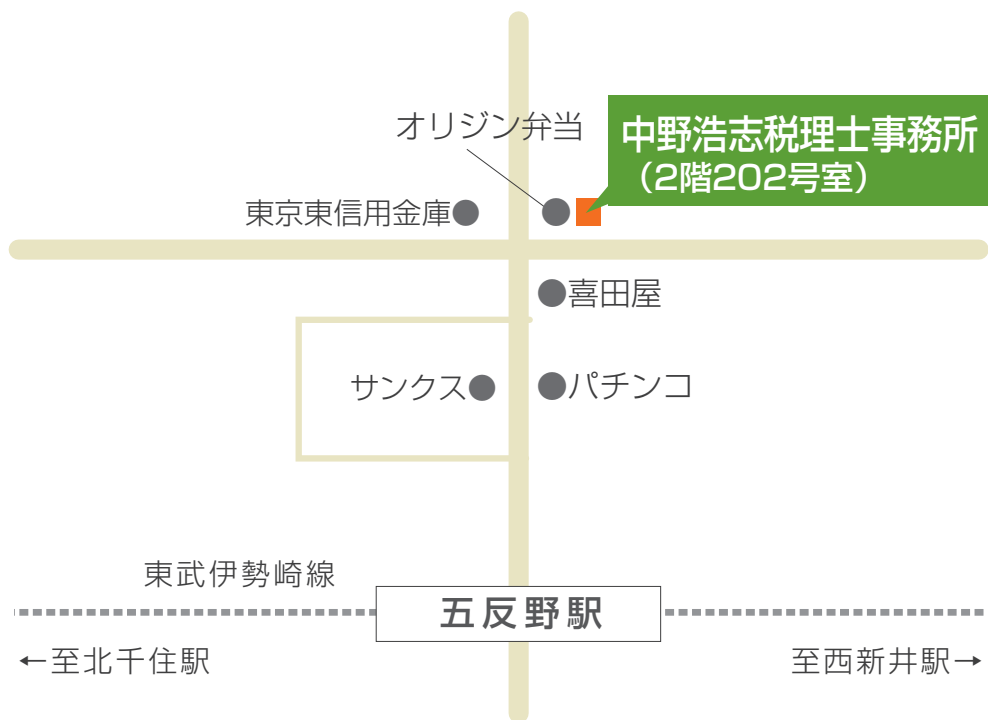 オリジン弁当
中野浩志税理士事務所
（2階202号室）
東京東信用金庫
喜田屋
サンクス
パチンコ
東武伊勢崎線
五反野駅
←至北千住駅
至西新井駅→